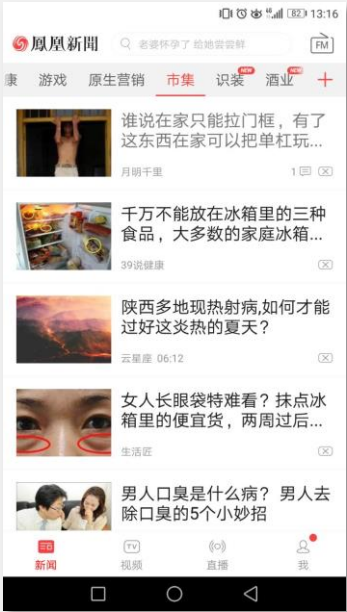 82 13:16
鳳凰新聞
老婆怀孕了 给她尝尝鲜
FM
康 游戏 原生营销 市集 识装 NEW 酒业 NEW +
谁说在家只能拉门框，有了
这东西在家可以把单杠玩...
月明千里 1
千万不能放在冰箱里的三种
食品，大多数的家庭冰箱...
39说健康
陕西多地现热射病,如何才能
过好这炎热的夏天？
云星座 06:12
女人长眼袋特难看？抹点冰
箱里的便宜货，两周过后...
生活匠
男人口臭是什么病？ 男人去
除口臭的5个小妙招
TV
新闻 视频 直播 我